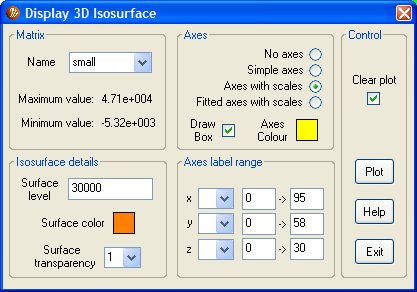 Display 3D Isosurface
Matrix
Name small
Maximum value: 4.71e+004
Minimum value: -5.32e+003
Axes
No axes
Simple axes
Axes with scales
Fitted axes with scales
Draw Box
Axes Colour
Control
Clear plot
Isosurface details
Surface level 30000
Surface color
Surface transparency 1
Axes label range
x 0 -> 95
y 0 -> 58
z 0 -> 30
Plot
Help
Exit